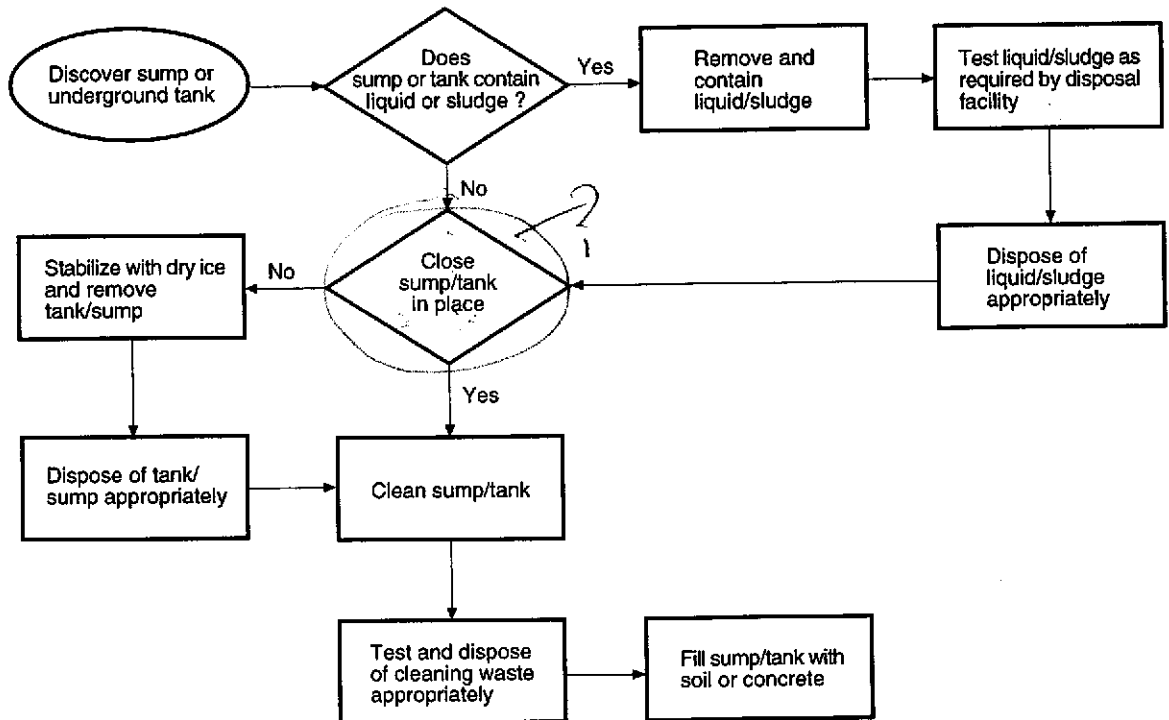 Discover sump or
underground tank
Does
sump or tank contain
liquid or sludge ?
Yes
Remove and
contain
liquid/sludge
Test liquid/sludge as
required by disposal
facility
No
?
Stabilize with dry ice
and remove
tank/sump
No
Close
sump/tank
in place
Dispose of
liquid/sludge
appropriately
Yes
Dispose of tank/
sump appropriately
Clean sump/tank
Test and dispose
of cleaning waste
appropriately
Fill sump/tank with
soil or concrete